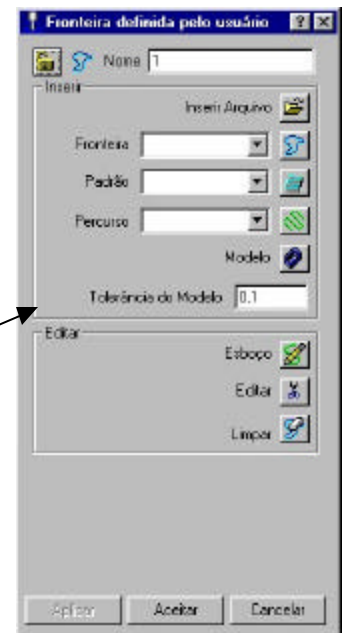 Fronteira definida pelo usuário
Nome 1
Inserir
Inserir Arquivo
Fronteira
Padrão
Percurso
Modelo
Tolerância do Modelo 0.1
Editar
Esboço
Editar
Limpar
Aplicar Aceitar Cancelar